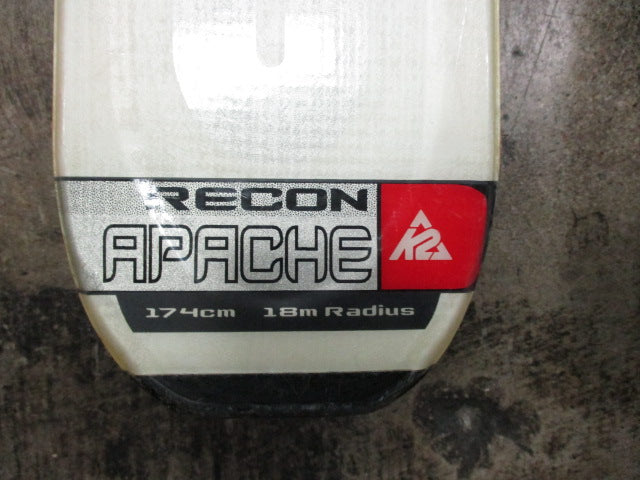 RECON
APACHE
K2
174cm 18m Radius